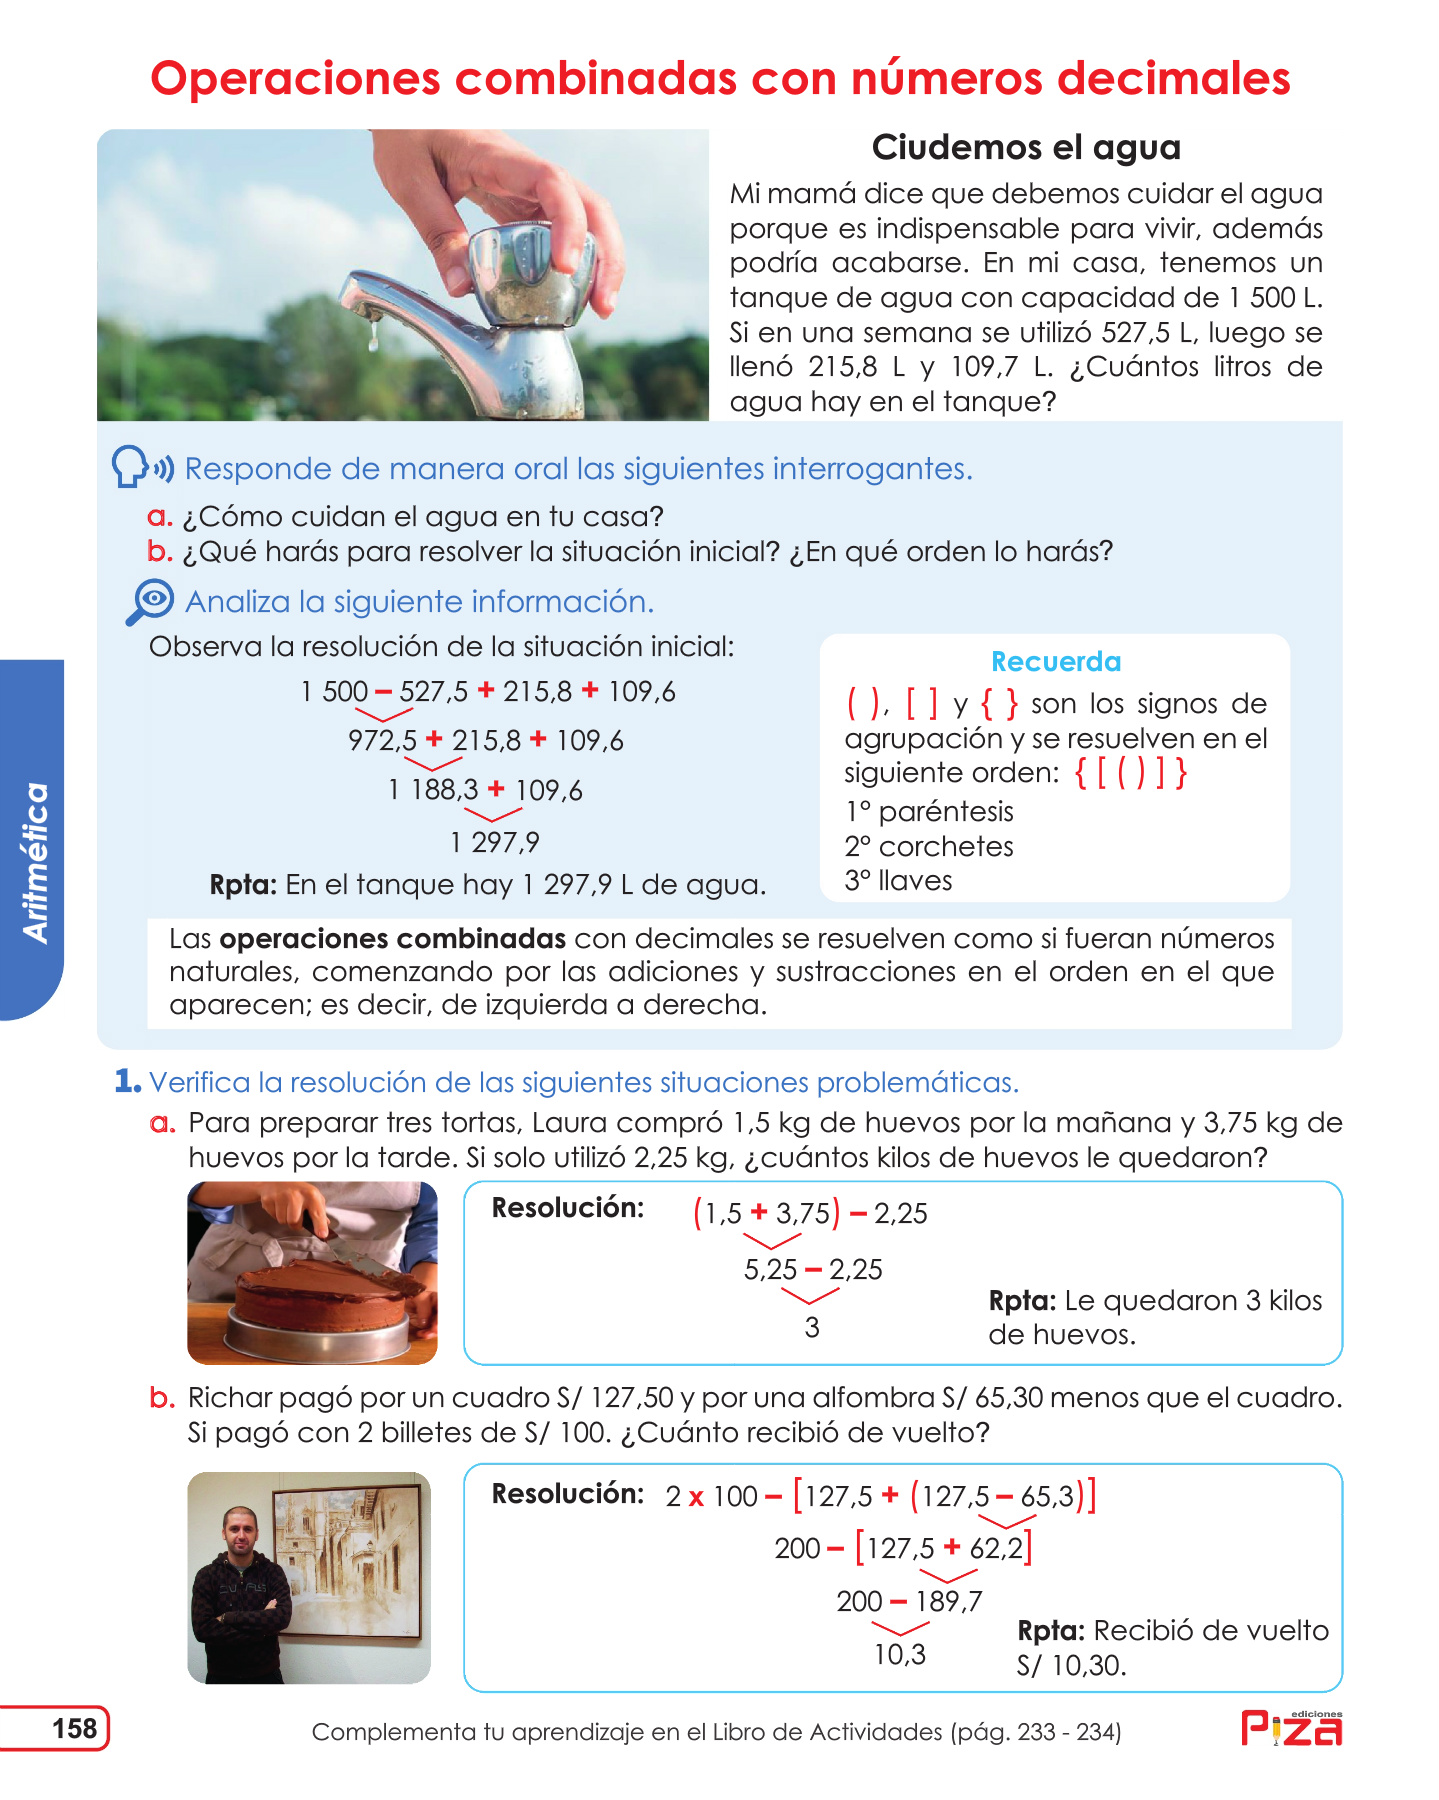 Operaciones combinadas con números decimales
Ciudemos el agua
Mi mamá dice que debemos cuidar el agua
porque es indispensable para vivir, además
podría acabarse. En mi casa, tenemos un
tanque de agua con capacidad de 1 500 L.
Si en una semana se utilizó 527,5 L, luego se
llenó 215,8 L y 109,7 L. ¿Cuántos litros de
agua hay en el tanque?
Responde de manera oral las siguientes interrogantes.
a. ¿Cómo cuidan el agua en tu casa?
b. ¿Qué harás para resolver la situación inicial? ¿En qué orden lo harás?
Analiza la siguiente información.
Observa la resolución de la situación inicial:
1 500 – 527,5 + 215,8 + 109,6
972,5 + 215,8 + 109,6
1 188,3 + 109,6
1 297,9
Rpta: En el tanque hay 1 297,9 L de agua.
Recuerda
( ), [ ] y { } son los signos de
agrupación y se resuelven en el
siguiente orden: { [ ( ) ] }
1° paréntesis
2° corchetes
3° llaves
Las operaciones combinadas con decimales se resuelven como si fueran números
naturales, comenzando por las adiciones y sustracciones en el orden en el que
aparecen; es decir, de izquierda a derecha.
Aritmética
1. Verifica la resolución de las siguientes situaciones problemáticas.
a. Para preparar tres tortas, Laura compró 1,5 kg de huevos por la mañana y 3,75 kg de
huevos por la tarde. Si solo utilizó 2,25 kg, ¿cuántos kilos de huevos le quedaron?
Resolución: (1,5 + 3,75) – 2,25
5,25 – 2,25
3
Rpta: Le quedaron 3 kilos
de huevos.
b. Richar pagó por un cuadro S/ 127,50 y por una alfombra S/ 65,30 menos que el cuadro.
Si pagó con 2 billetes de S/ 100. ¿Cuánto recibió de vuelto?
Resolución: 2 x 100 – [127,5 + (127,5 – 65,3)]
200 – [127,5 + 62,2]
200 – 189,7
10,3
Rpta: Recibió de vuelto
S/ 10,30.
158
Complementa tu aprendizaje en el Libro de Actividades (pág. 233 - 234)
ediciones
Piza